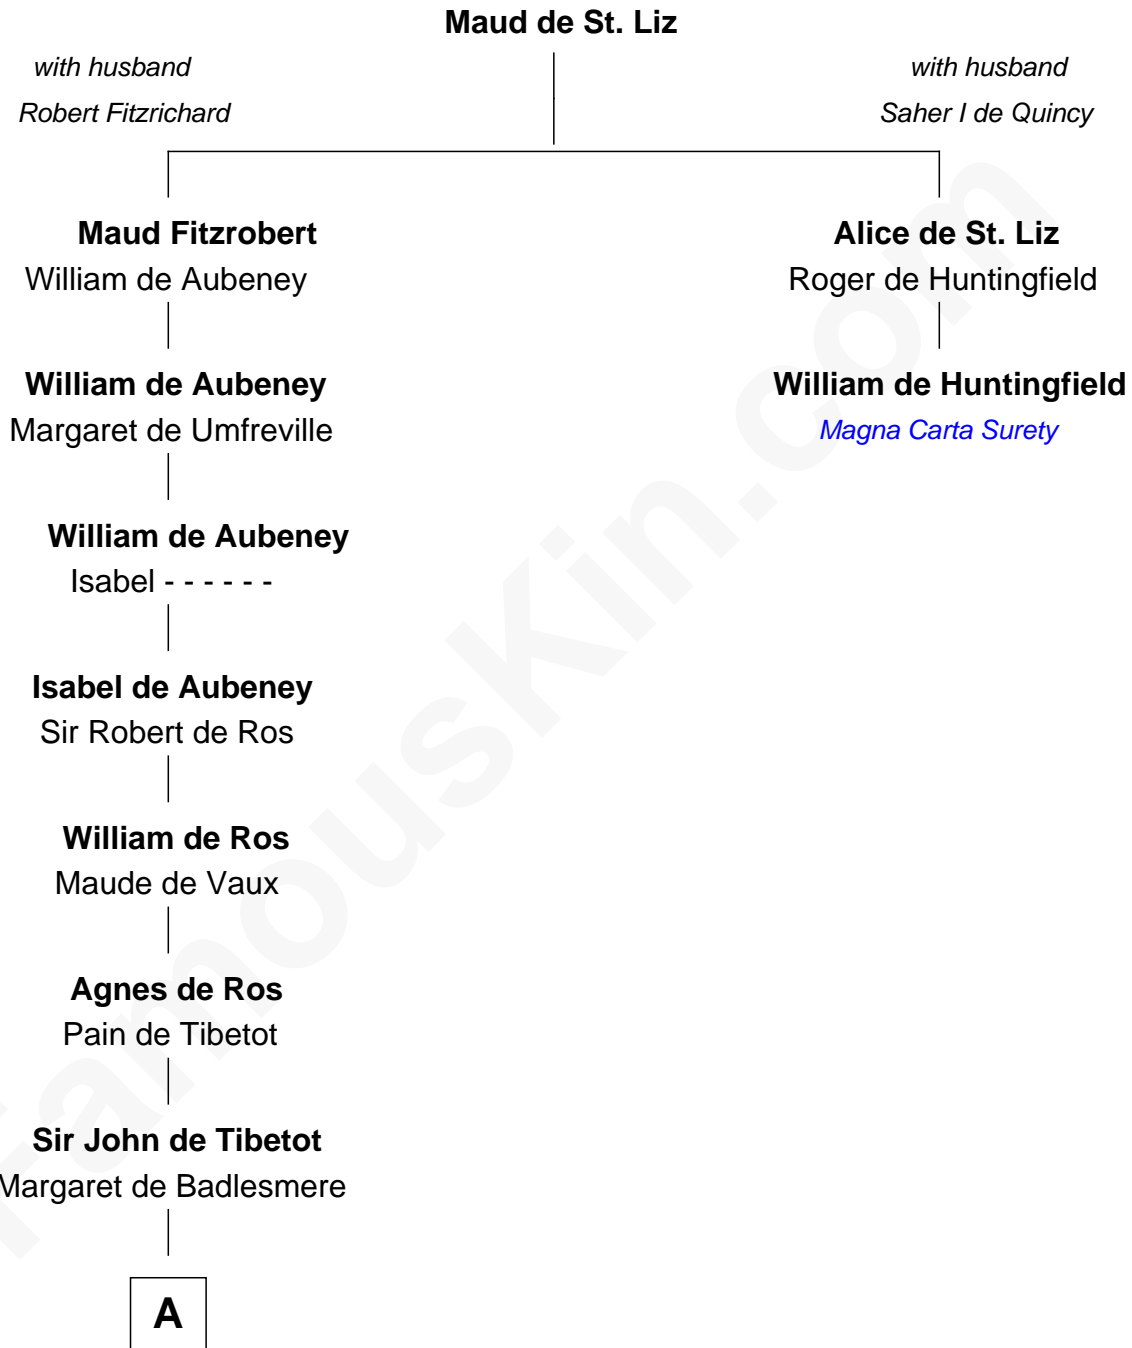 Maud de St. Liz
with husband
Robert Fitzrichard
with husband
Saher I de Quincy
Maud Fitzrobert
William de Aubeney
Alice de St. Liz
Roger de Huntingfield
William de Aubeney
Margaret de Umfreville
William de Huntingfield
Magna Carta Surety
William de Aubeney
Isabel - - - - - -
Isabel de Aubeney
Sir Robert de Ros
William de Ros
Maude de Vaux
Agnes de Ros
Pain de Tibetot
Sir John de Tibetot
Margaret de Badlesmere
A
FamousKin.com